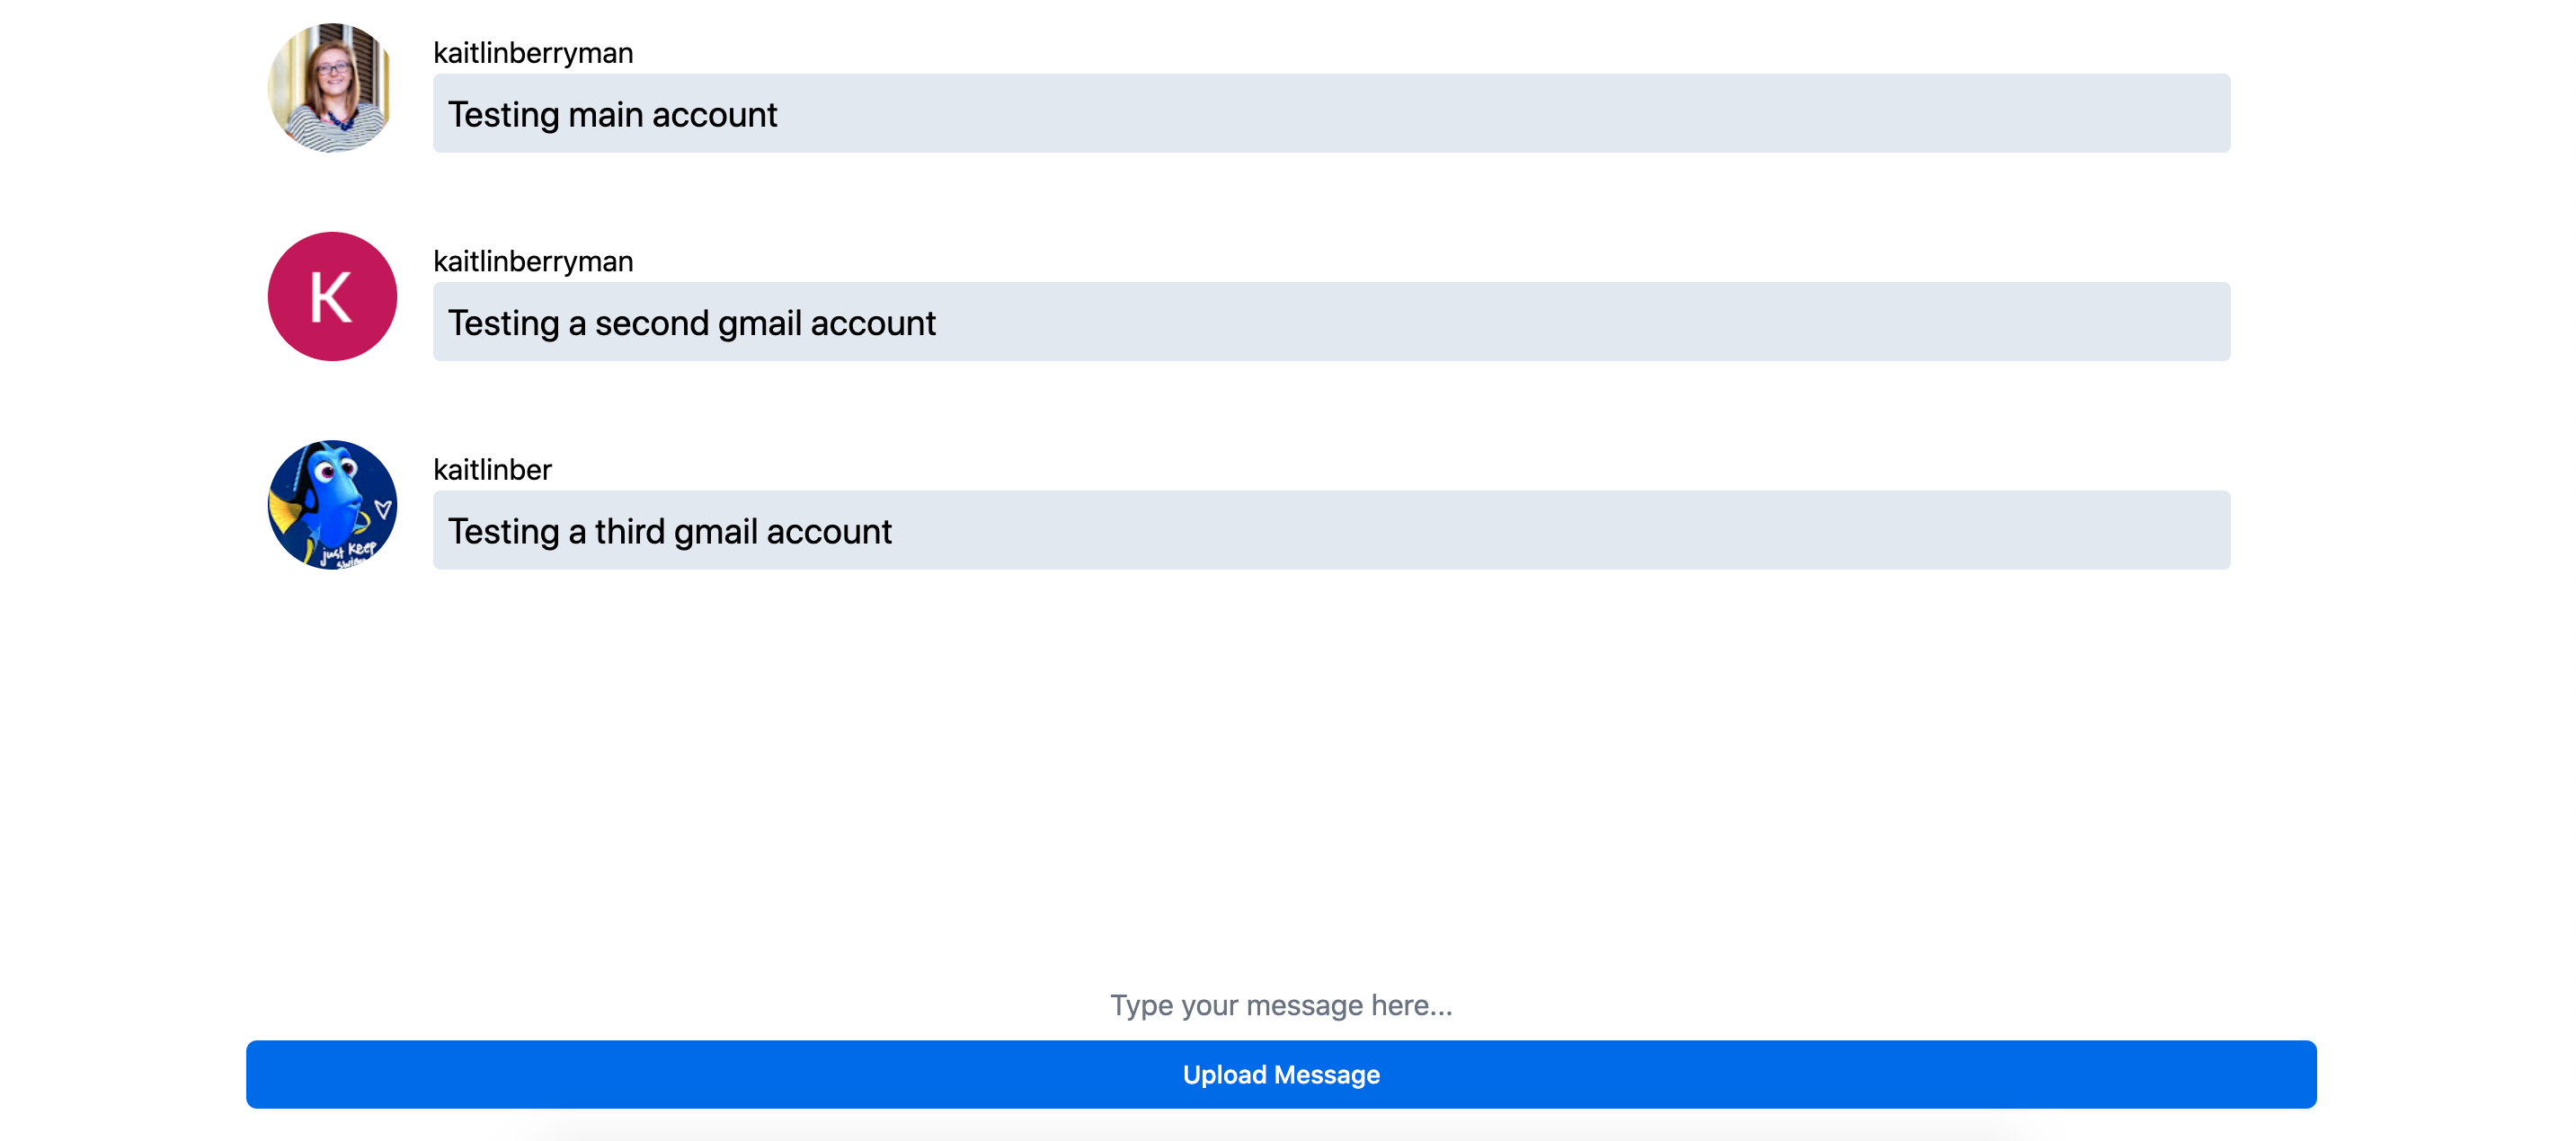 kaitlinberryman
Testing main account
K
kaitlinberryman
Testing a second gmail account
kaitlinber
Testing a third gmail account
just keep
Type your message here...
Upload Message